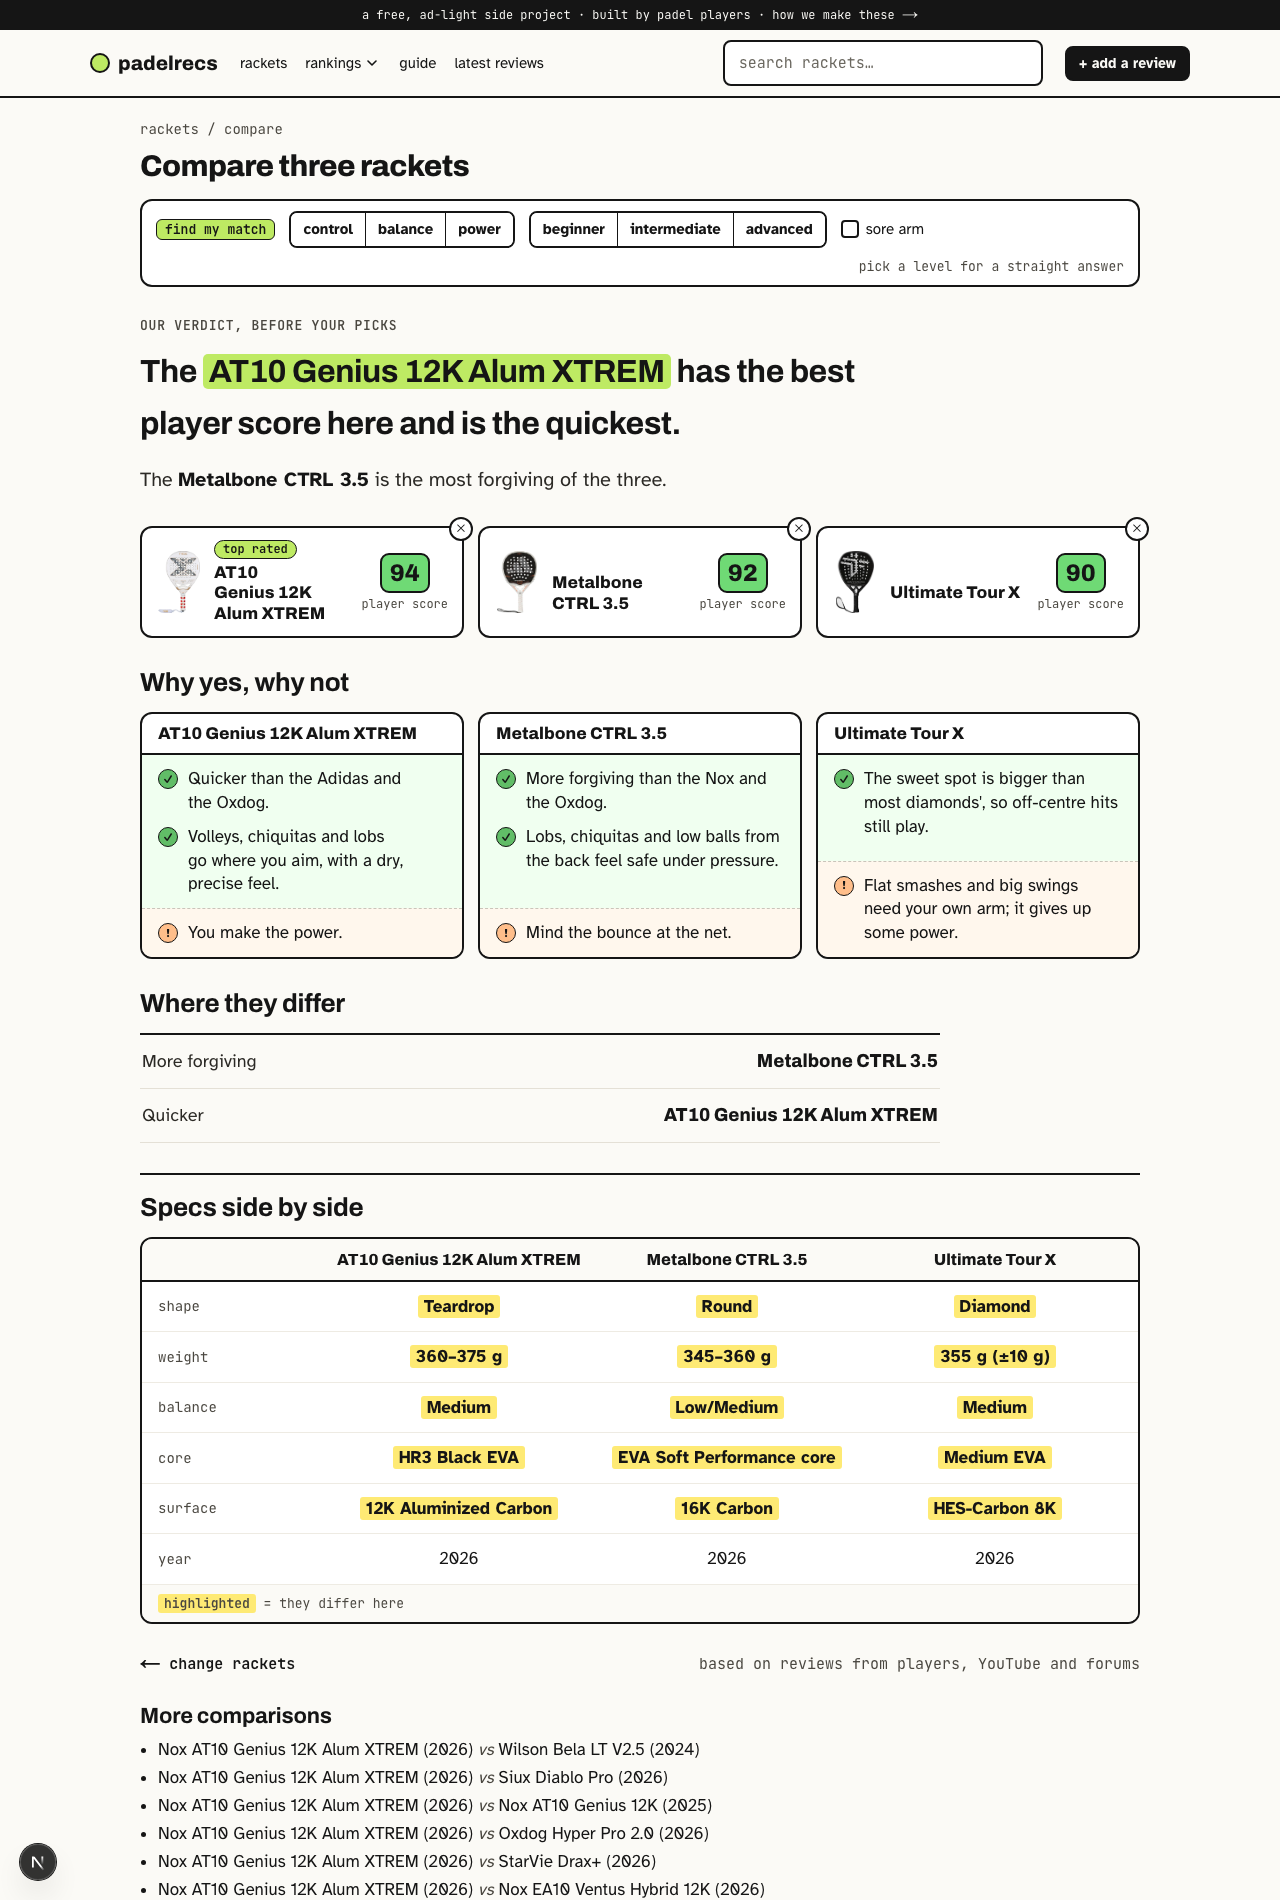 a free, ad-light side project · built by padel players · how we make these ⟶
padelrecs
rackets
rankings
guide
latest reviews
search rackets…
+ add a review
rackets / compare
Compare three rackets
find my match
control
balance
power
beginner
intermediate
advanced
sore arm
pick a level for a straight answer
OUR VERDICT, BEFORE YOUR PICKS
The AT10 Genius 12K Alum XTREM has the best
player score here and is the quickest.
The Metalbone CTRL 3.5 is the most forgiving of the three.
top rated
AT10
Genius 12K
Alum XTREM
94
player score
Metalbone
CTRL 3.5
92
player score
Ultimate Tour X
90
player score
Why yes, why not
AT10 Genius 12K Alum XTREM
Quicker than the Adidas and
the Oxdog.
Volleys, chiquitas and lobs
go where you aim, with a dry,
precise feel.
You make the power.
Metalbone CTRL 3.5
More forgiving than the Nox and
the Oxdog.
Lobs, chiquitas and low balls from
the back feel safe under pressure.
Mind the bounce at the net.
Ultimate Tour X
The sweet spot is bigger than
most diamonds', so off-centre hits
still play.
Flat smashes and big swings
need your own arm; it gives up
some power.
Where they differ
More forgiving
Metalbone CTRL 3.5
Quicker
AT10 Genius 12K Alum XTREM
Specs side by side
AT10 Genius 12K Alum XTREM
Metalbone CTRL 3.5
Ultimate Tour X
shape
Teardrop
Round
Diamond
weight
360–375 g
345–360 g
355 g (±10 g)
balance
Medium
Low/Medium
Medium
core
HR3 Black EVA
EVA Soft Performance core
Medium EVA
surface
12K Aluminized Carbon
16K Carbon
HES-Carbon 8K
year
2026
2026
2026
highlighted = they differ here
⟵ change rackets
based on reviews from players, YouTube and forums
More comparisons
• Nox AT10 Genius 12K Alum XTREM (2026) vs Wilson Bela LT V2.5 (2024)
• Nox AT10 Genius 12K Alum XTREM (2026) vs Siux Diablo Pro (2026)
• Nox AT10 Genius 12K Alum XTREM (2026) vs Nox AT10 Genius 12K (2025)
• Nox AT10 Genius 12K Alum XTREM (2026) vs Oxdog Hyper Pro 2.0 (2026)
• Nox AT10 Genius 12K Alum XTREM (2026) vs StarVie Drax+ (2026)
• Nox AT10 Genius 12K Alum XTREM (2026) vs Nox EA10 Ventus Hybrid 12K (2026)
N